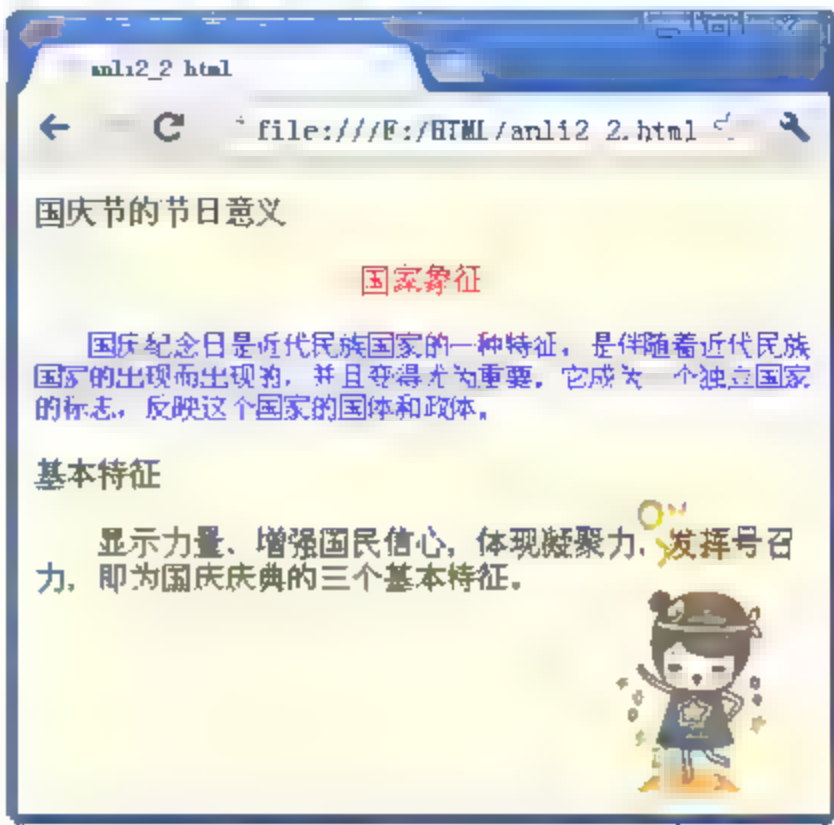 anli2_2 html
file:///F:/HTML/anli2 2.html
国庆节的节日意义
国家象征
国庆纪念日是近代民族国家的一种特征，是伴随着近代民族
国家的出现而出现的，并且变得尤为重要。它成为一个独立国家
的标志，反映这个国家的国体和政体。
基本特征
显示力量、增强国民信心，体现凝聚力，发挥号召
力，即为国庆庆典的三个基本特征。